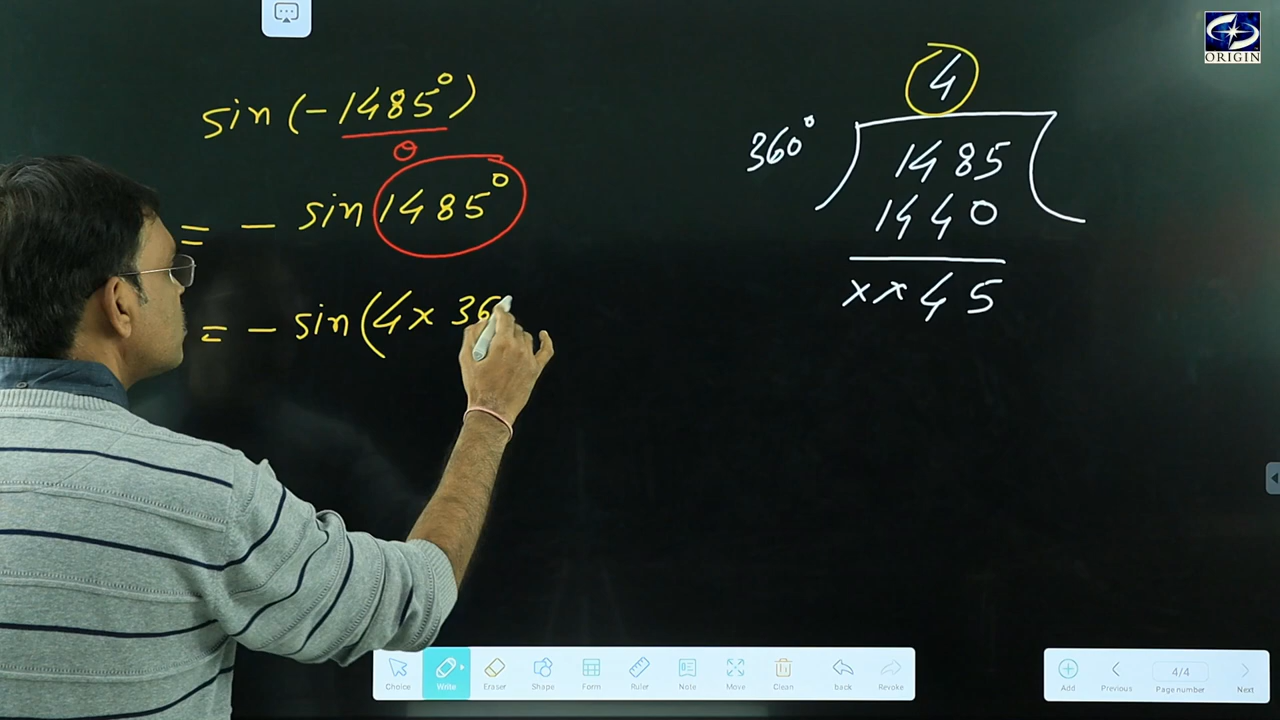 sin(-1485°)
θ
= - sin 1485°
= - sin(4× 36
4
360° ) 1485 (
1440
××45
ORIGIN
Choice Write Eraser Shape Form Ruler Note Move Clean back Revoke
Add Previous 4/4 Page number Next